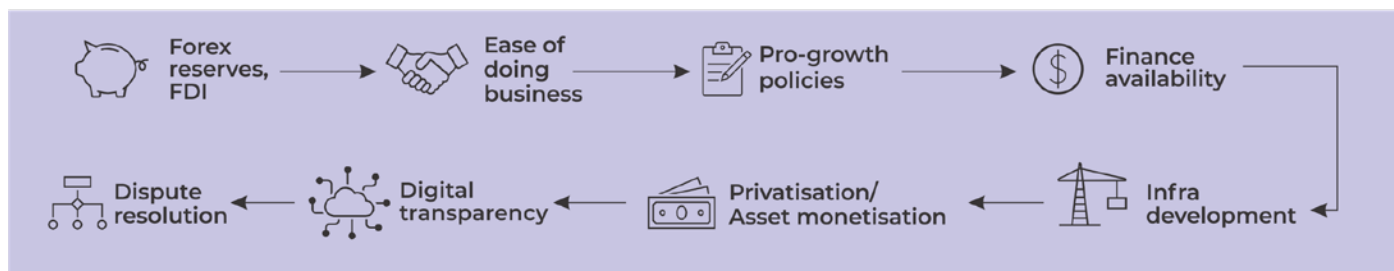 Forex
reserves,
FDI
Ease of
doing
business
Pro-growth
policies
$
Finance
availability
Infra
development
Privatisation/
Asset monetisation
Digital
transparency
Dispute
resolution